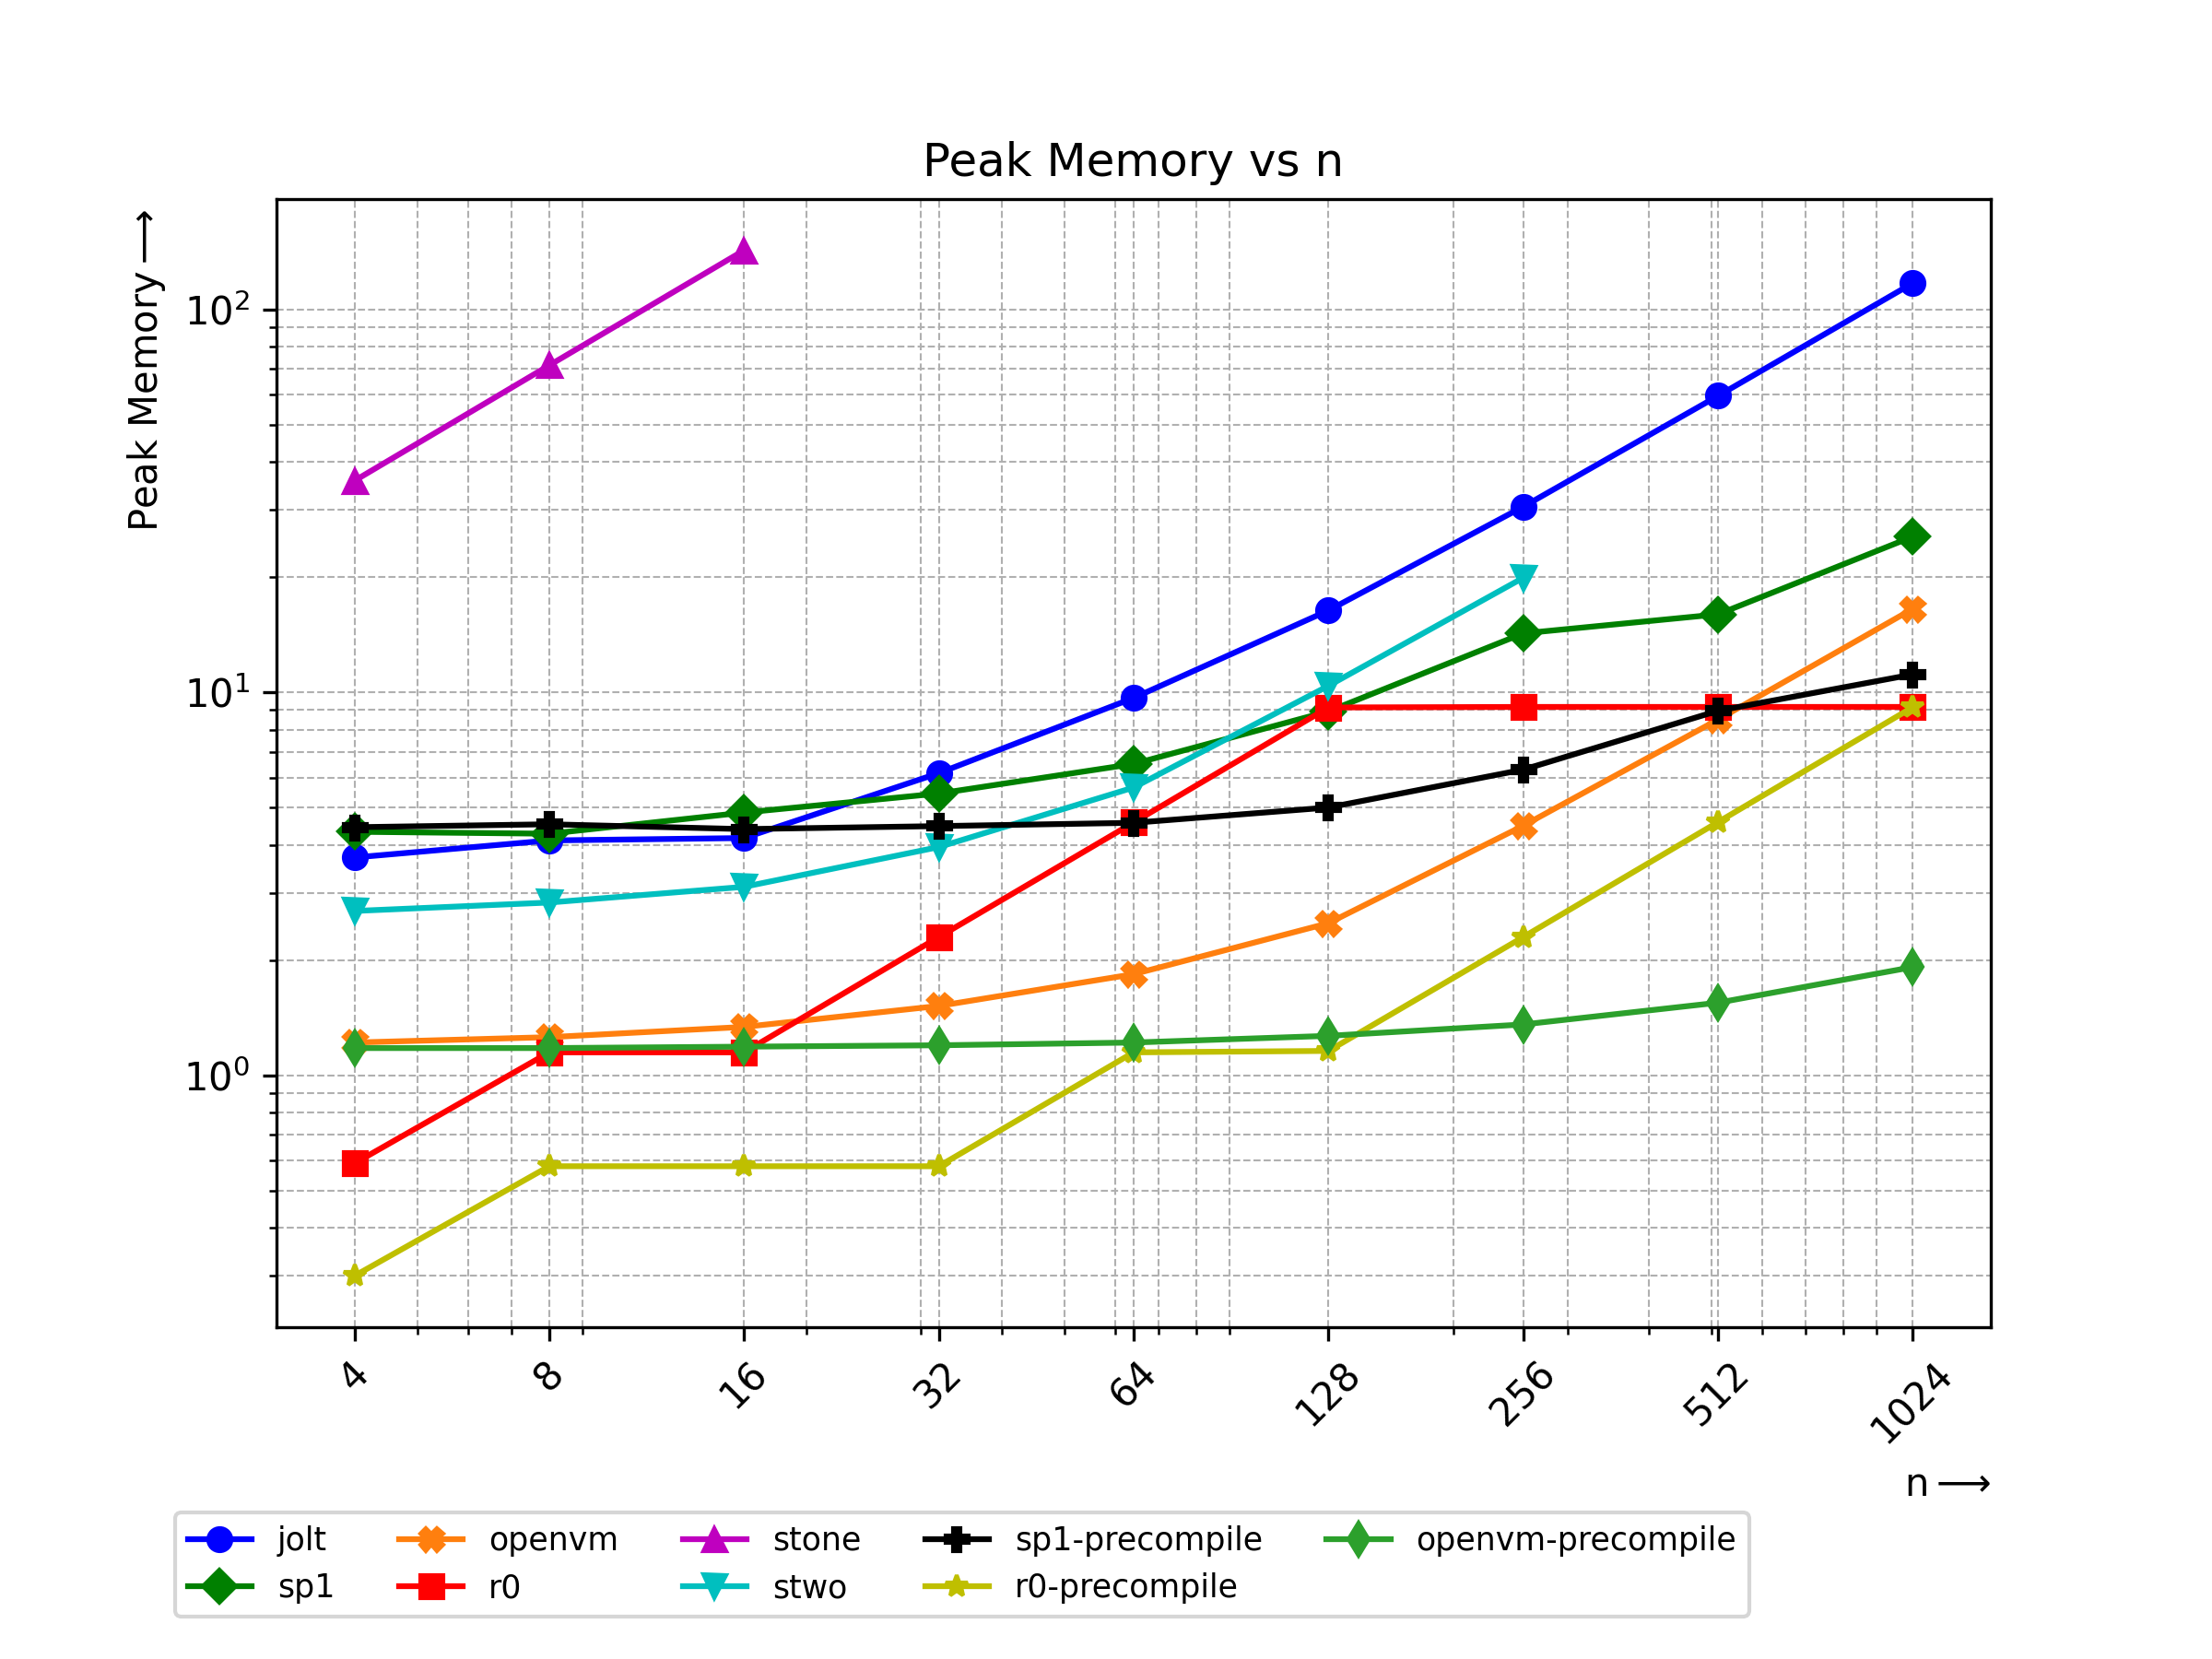 Peak Memory vs n
Peak Memory ⟶
10²
10¹
10⁰
4 8 16 32 64 128 256 512 1024
n ⟶
jolt openvm stone sp1-precompile openvm-precompile
sp1 r0 stwo r0-precompile